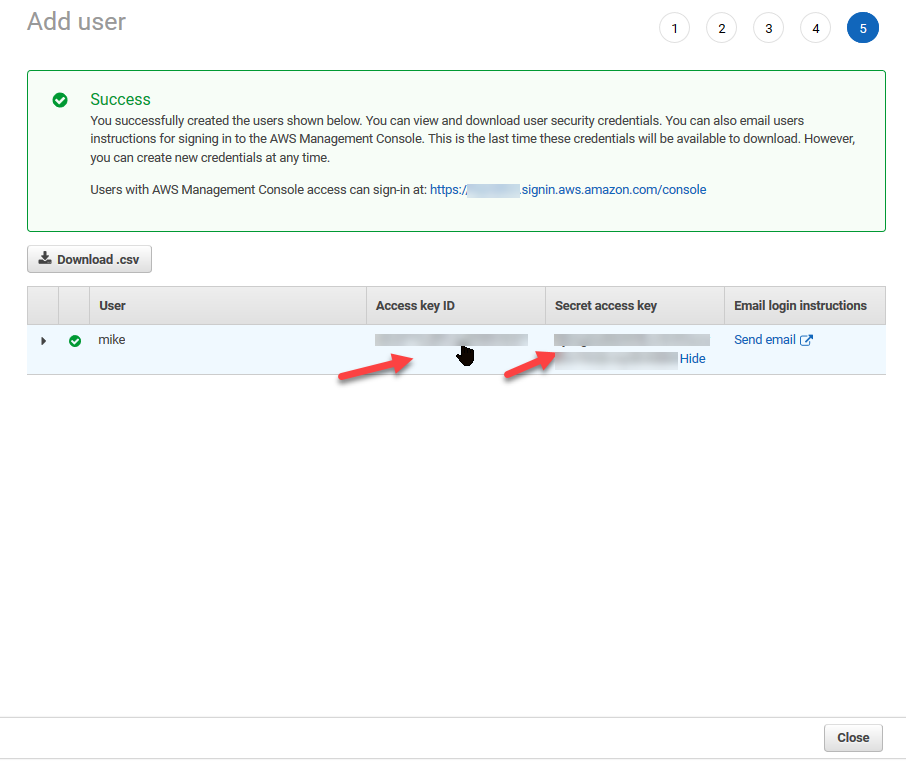 Add user
1 2 3 4 5
Success
You successfully created the users shown below. You can view and download user security credentials. You can also email users
instructions for signing in to the AWS Management Console. This is the last time these credentials will be available to download. However,
you can create new credentials at any time.
Users with AWS Management Console access can sign-in at: https:/ .signin.aws.amazon.com/console
Download .csv
User Access key ID Secret access key Email login instructions
mike Send email
Hide
Close